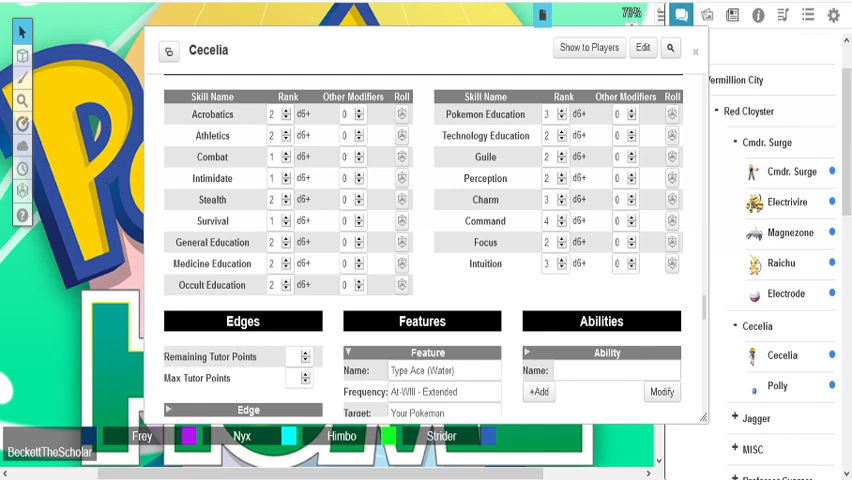 78%
Cecelia
Show to Players
Edit
Vermillion City
Red Cloyster
Cmdr. Surge
Cmdr. Surge
Electrivire
Magnezone
Raichu
Electrode
Cecelia
Cecelia
Polly
Jagger
MISC
Skill Name Rank Other Modifiers Roll
Acrobatics 2 d6+ 0
Athletics 2 d6+ 0
Combat 1 d6+ 0
Intimidate 1 d6+ 0
Stealth 2 d6+ 0
Survival 1 d6+ 0
General Education 2 d6+ 0
Medicine Education 2 d6+ 0
Occult Education 2 d6+ 0
Skill Name Rank Other Modifiers Roll
Pokemon Education 3 d6+ 0
Technology Education 2 d6+ 0
Guile 2 d6+ 0
Perception 2 d6+ 0
Charm 3 d6+ 0
Command 4 d6+ 0
Focus 2 d6+ 0
Intuition 3 d6+ 0
Edges
Remaining Tutor Points
Max Tutor Points
Edge
Features
Feature
Name: Type Ace (Water)
Frequency: At-Will - Extended
Target: Your Pokemon
Abilities
Ability
Name:
+Add
Modify
BeckettTheScholar
Frey
Nyx
Himbo
Strider